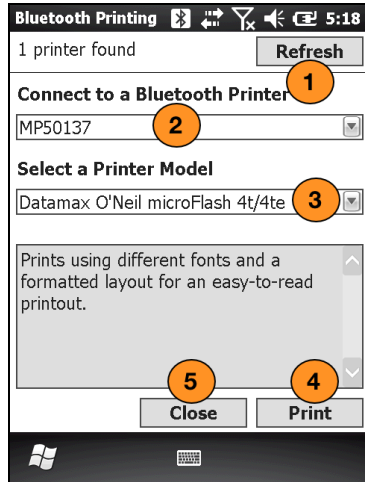 Bluetooth Printing 5:18
1 printer found Refresh
1
Connect to a Bluetooth Printer
MP50137 2
Select a Printer Model
Datamax O'Neil microFlash 4t/4te 3
Prints using different fonts and a
formatted layout for an easy-to-read
printout.
5 4
Close Print